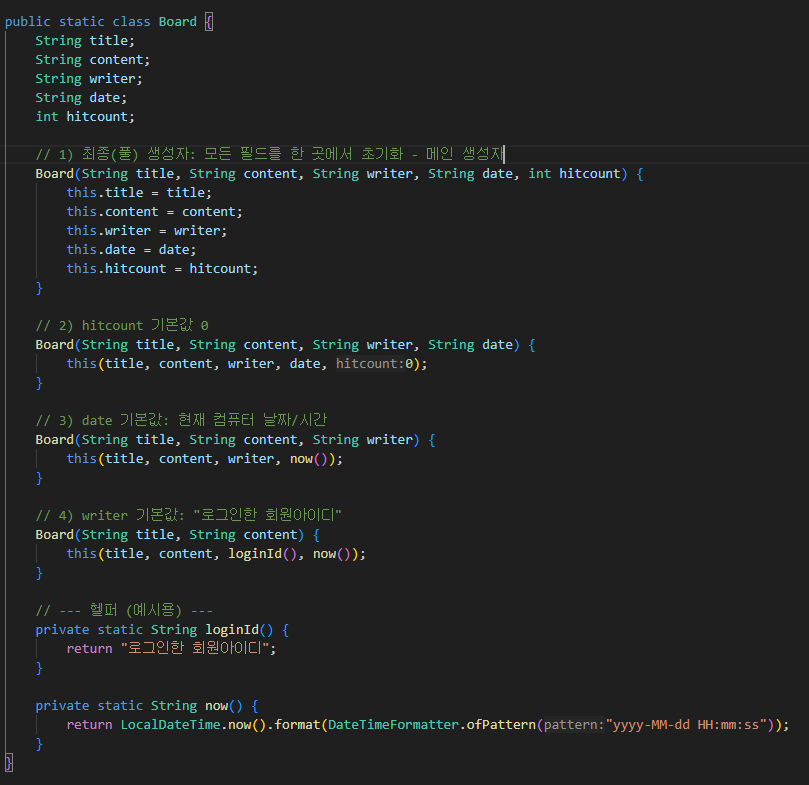 public static class Board {
String title;
String content;
String writer;
String date;
int hitcount;
// 1) 최종(풀) 생성자: 모든 필드를 한 곳에서 초기화 - 메인 생성자
Board(String title, String content, String writer, String date, int hitcount) {
this.title = title;
this.content = content;
this.writer = writer;
this.date = date;
this.hitcount = hitcount;
}
// 2) hitcount 기본값 0
Board(String title, String content, String writer, String date) {
this(title, content, writer, date, hitcount:0);
}
// 3) date 기본값: 현재 컴퓨터 날짜/시간
Board(String title, String content, String writer) {
this(title, content, writer, now());
}
// 4) writer 기본값: "로그인한 회원아이디"
Board(String title, String content) {
this(title, content, loginId(), now());
}
// --- 헬퍼 (예시용) ---
private static String loginId() {
return "로그인한 회원아이디";
}
private static String now() {
return LocalDateTime.now().format(DateTimeFormatter.ofPattern(pattern:"yyyy-MM-dd HH:mm:ss"));
}
}